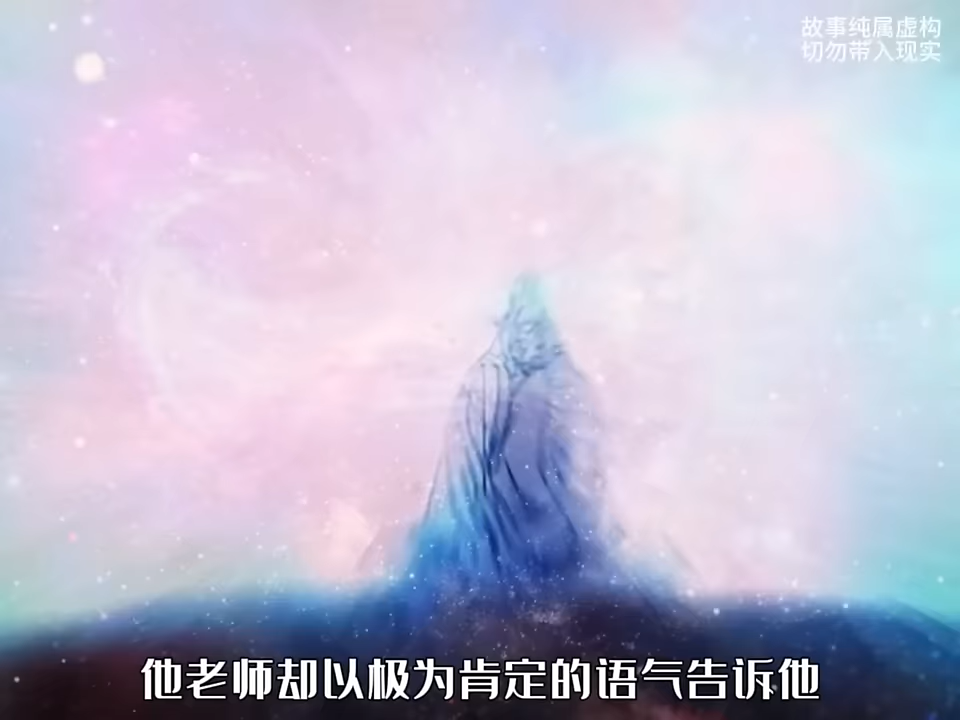 故事纯属虚构
切勿带入现实
他老师却以极为肯定的语气告诉他